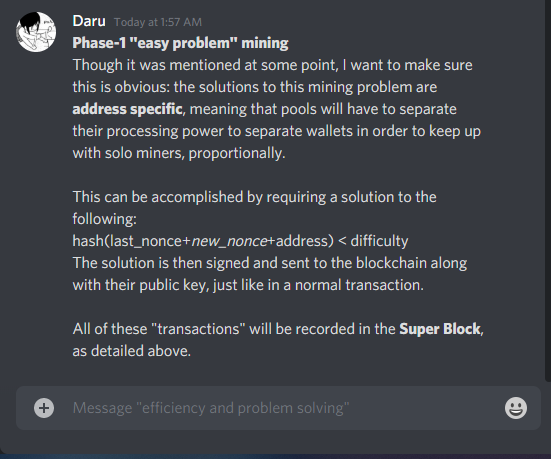 Daru Today at 1:57 AM
Phase-1 "easy problem" mining
Though it was mentioned at some point, I want to make sure
this is obvious: the solutions to this mining problem are
address specific, meaning that pools will have to separate
their processing power to separate wallets in order to keep up
with solo miners, proportionally.
This can be accomplished by requiring a solution to the
following:
hash(last_nonce+new_nonce+address) < difficulty
The solution is then signed and sent to the blockchain along
with their public key, just like in a normal transaction.
All of these "transactions" will be recorded in the Super Block,
as detailed above.
Message "efficiency and problem solving"